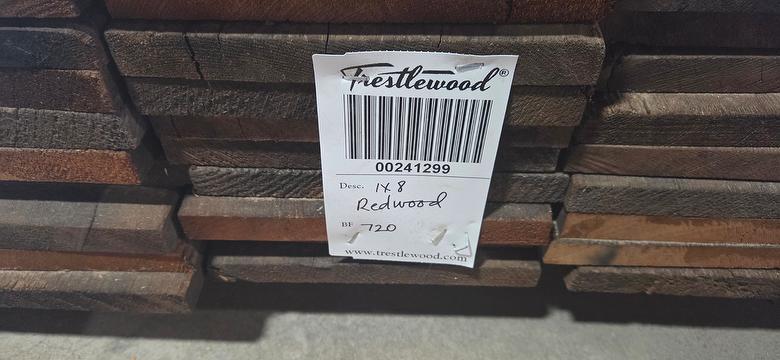 Trestlewood®
00241299
Desc. 1X8
Redwood
BF 720
www.trestlewood.com